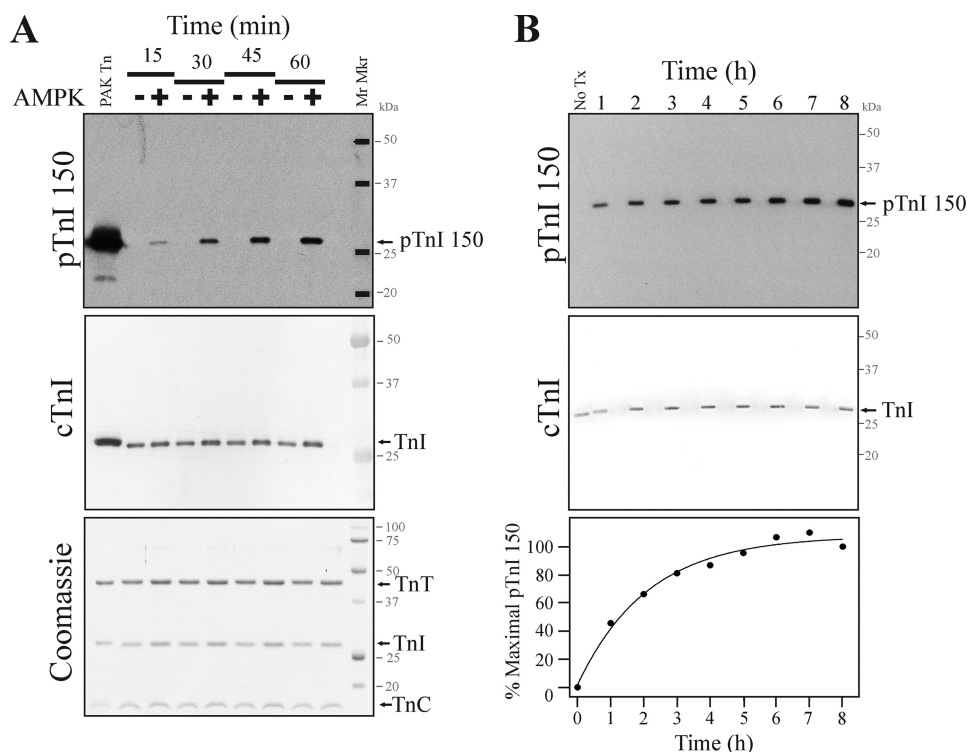 A
Time (min)
PAK Tn
15
30
45
60
Mr Mkr
AMPK
- + - + - + - +
kDa
pTnI 150
50
37
25
20
pTnI 150
cTnI
50
37
25
TnI
Coomassie
100
75
50
37
25
20
TnT
TnI
TnC
B
Time (h)
No Tx
1 2 3 4 5 6 7 8
kDa
pTnI 150
50
37
25
20
pTnI 150
cTnI
50
37
25
20
TnI
% Maximal pTnI 150
100
80
60
40
20
0
0 1 2 3 4 5 6 7 8
Time (h)